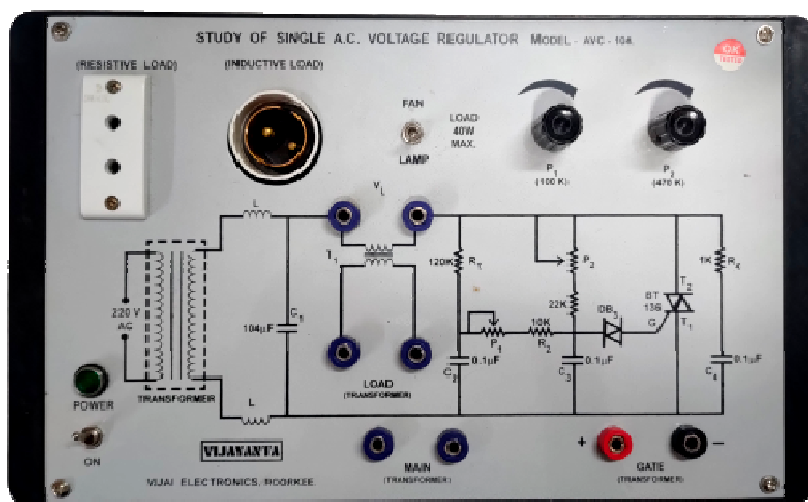 STUDY OF SINGLE A.C. VOLTAGE REGULATOR MODEL - AVC - 10A
OK
TESTED
(RESISTIVE LOAD)
(INDUCTIVE LOAD)
FAN
LOAD
40W
MAX.
LAMP
P1
(100 K)
P2
(470 K)
VL
L
T1
120K
Rx
P2
1K
Rx
T2
22K
BT
136
DB3
G
T1
220 V
AC
C1
104µF
P1
10K
R2
0.1µF
C2
0.1µF
C3
0.1µF
C4
LOAD
(TRANSFORMER)
POWER
TRANSFORMER
L
ON
VIJAYANTA
VIJAI ELECTRONICS, ROORKEE.
MAIN
(TRANSFORMER)
+
−
GATE
(TRANSFORMER)